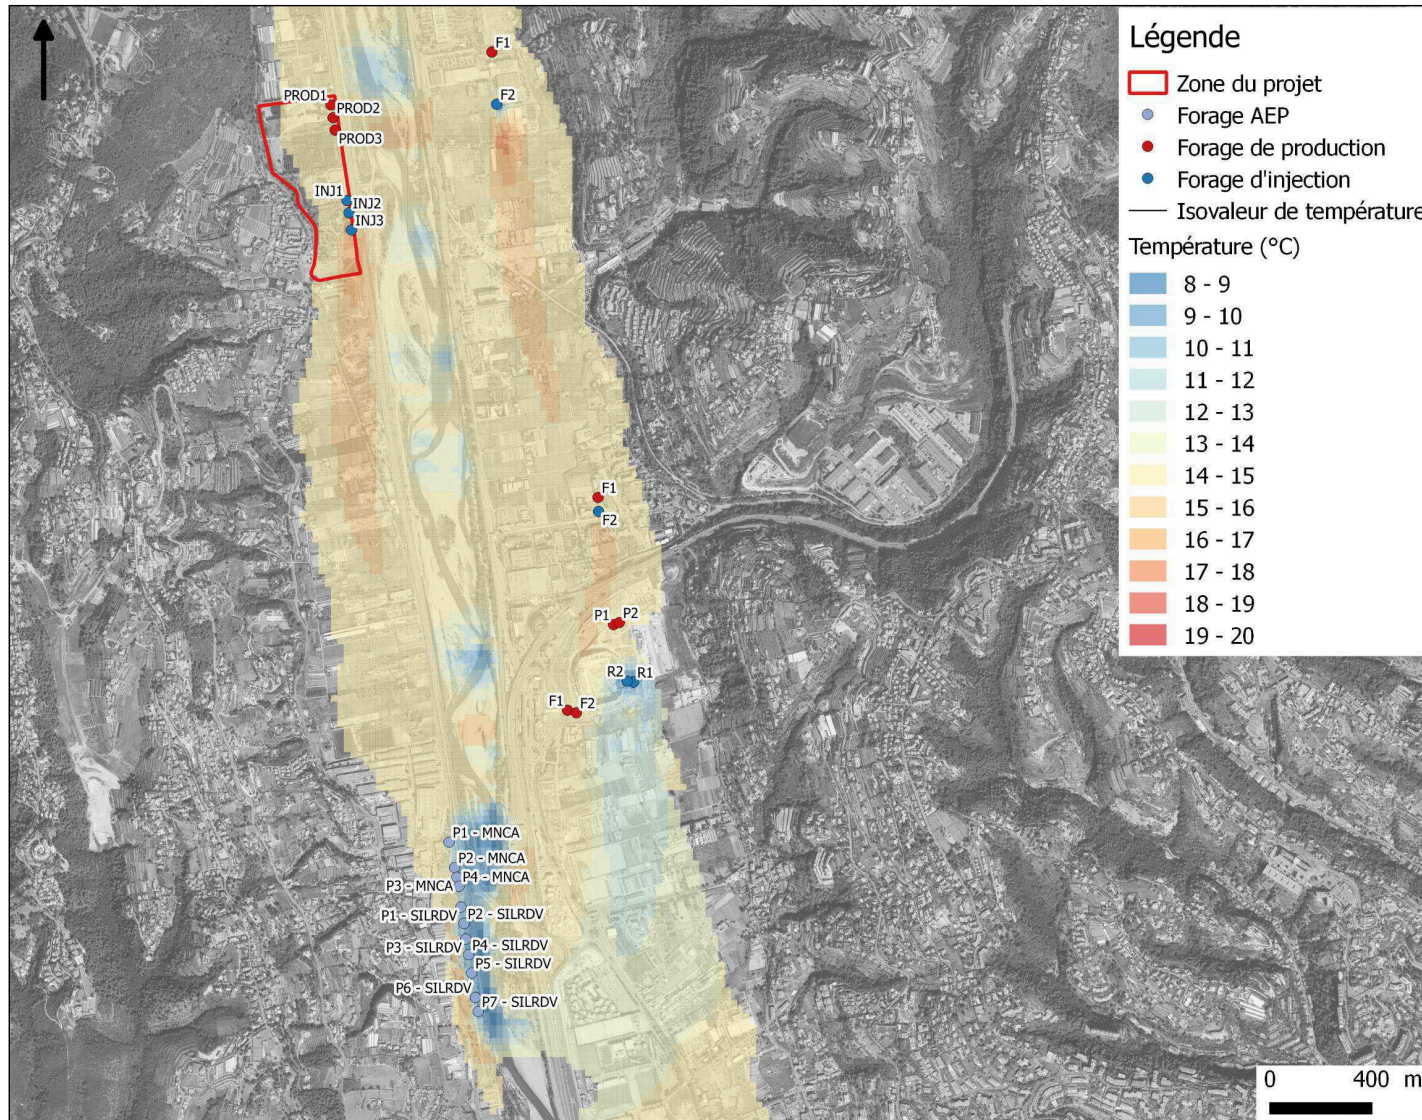 F1
PROD1
F2
PROD2
PROD3
INJ1
INJ2
INJ3
F1
F2
P1
P2
R2
R1
F1
F2
P1 - MNCA
P2 - MNCA
P4 - MNCA
P3 - MNCA
P1 - SILRDV
P2 - SILRDV
P3 - SILRDV
P4 - SILRDV
P5 - SILRDV
P6 - SILRDV
P7 - SILRDV
Légende
Zone du projet
Forage AEP
Forage de production
Forage d'injection
Isovaleur de température
Température (°C)
8 - 9
9 - 10
10 - 11
11 - 12
12 - 13
13 - 14
14 - 15
15 - 16
16 - 17
17 - 18
18 - 19
19 - 20
0 400 m